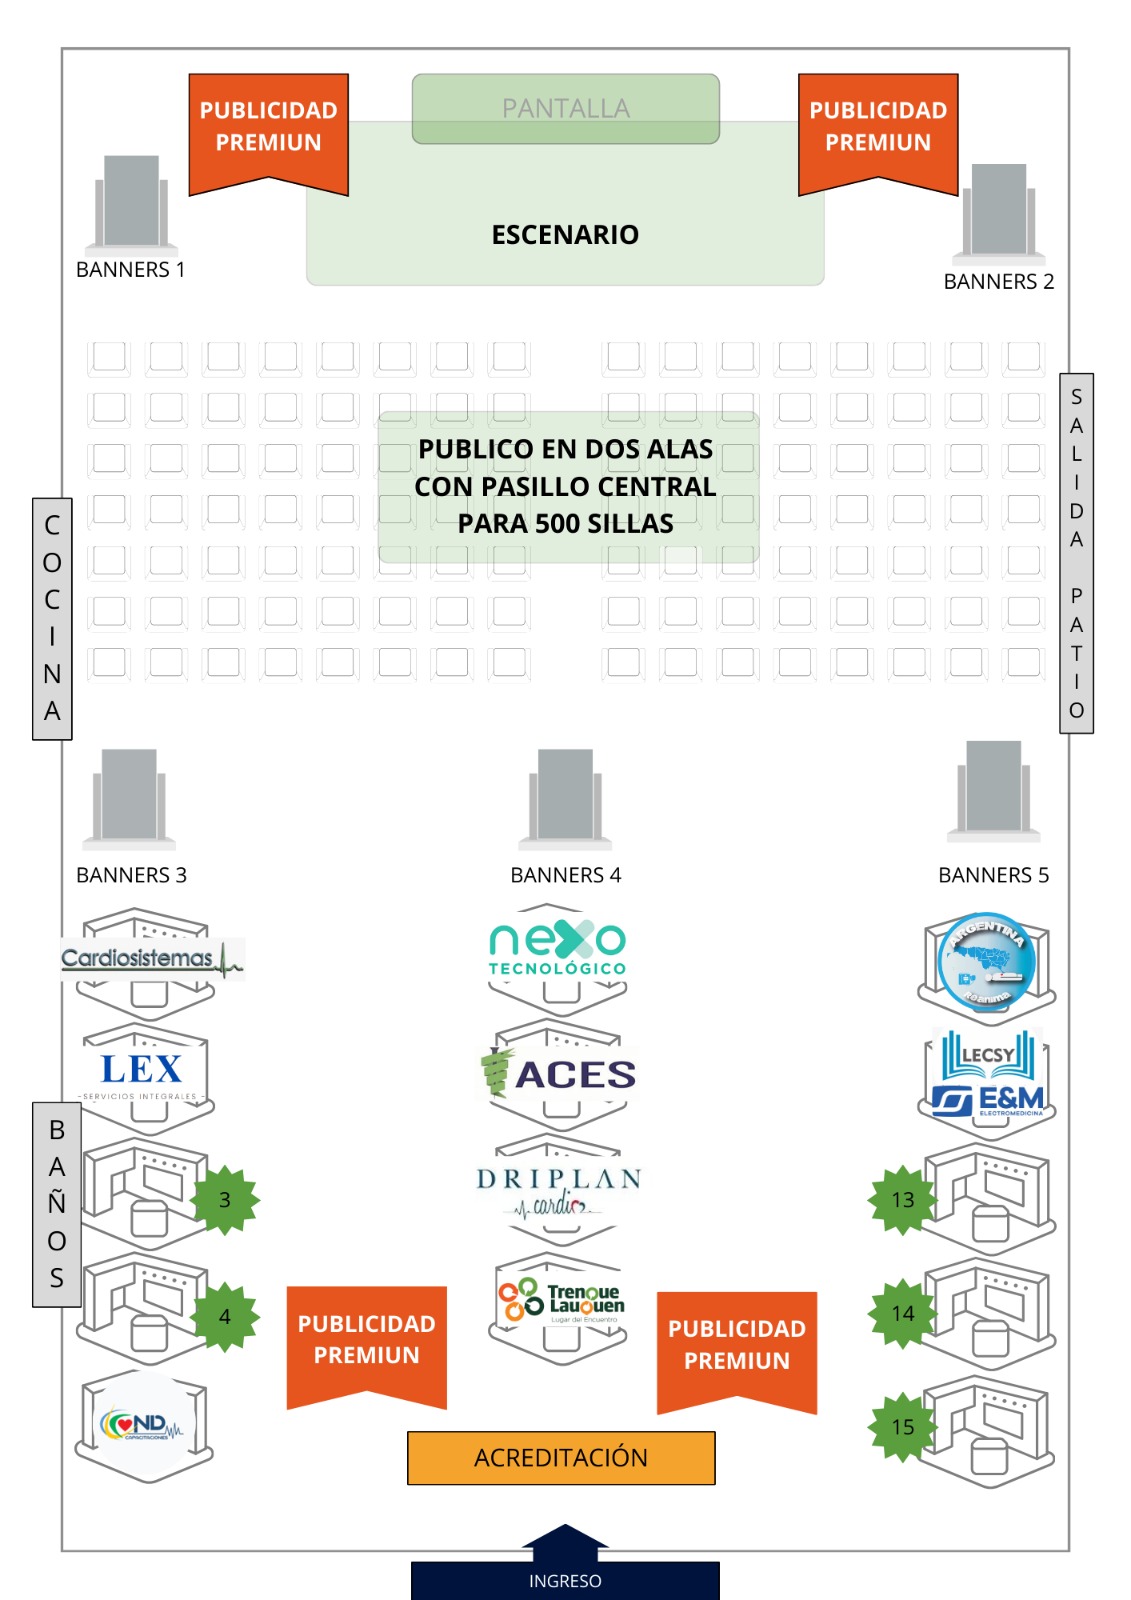 PUBLICIDAD
PREMIUN
PANTALLA
PUBLICIDAD
PREMIUN
ESCENARIO
BANNERS 1
BANNERS 2
PUBLICO EN DOS ALAS
CON PASILLO CENTRAL
PARA 500 SILLAS
COCINA
SALIDA PATIO
BANNERS 3
BANNERS 4
BANNERS 5
Cardiosistemas
nexo
TECNOLÓGICO
ARGENTINA
Reanima
LEX
-SERVICIOS INTEGRALES-
ACES
LECSY
E&M
ELECTROMEDICINA
BAÑOS
3
DRIPLAN
cardio
13
4
PUBLICIDAD
PREMIUN
Trenque
Lauquen
Lugar del Encuentro
PUBLICIDAD
PREMIUN
14
ND
CAPACITACIONES
15
ACREDITACIÓN
INGRESO